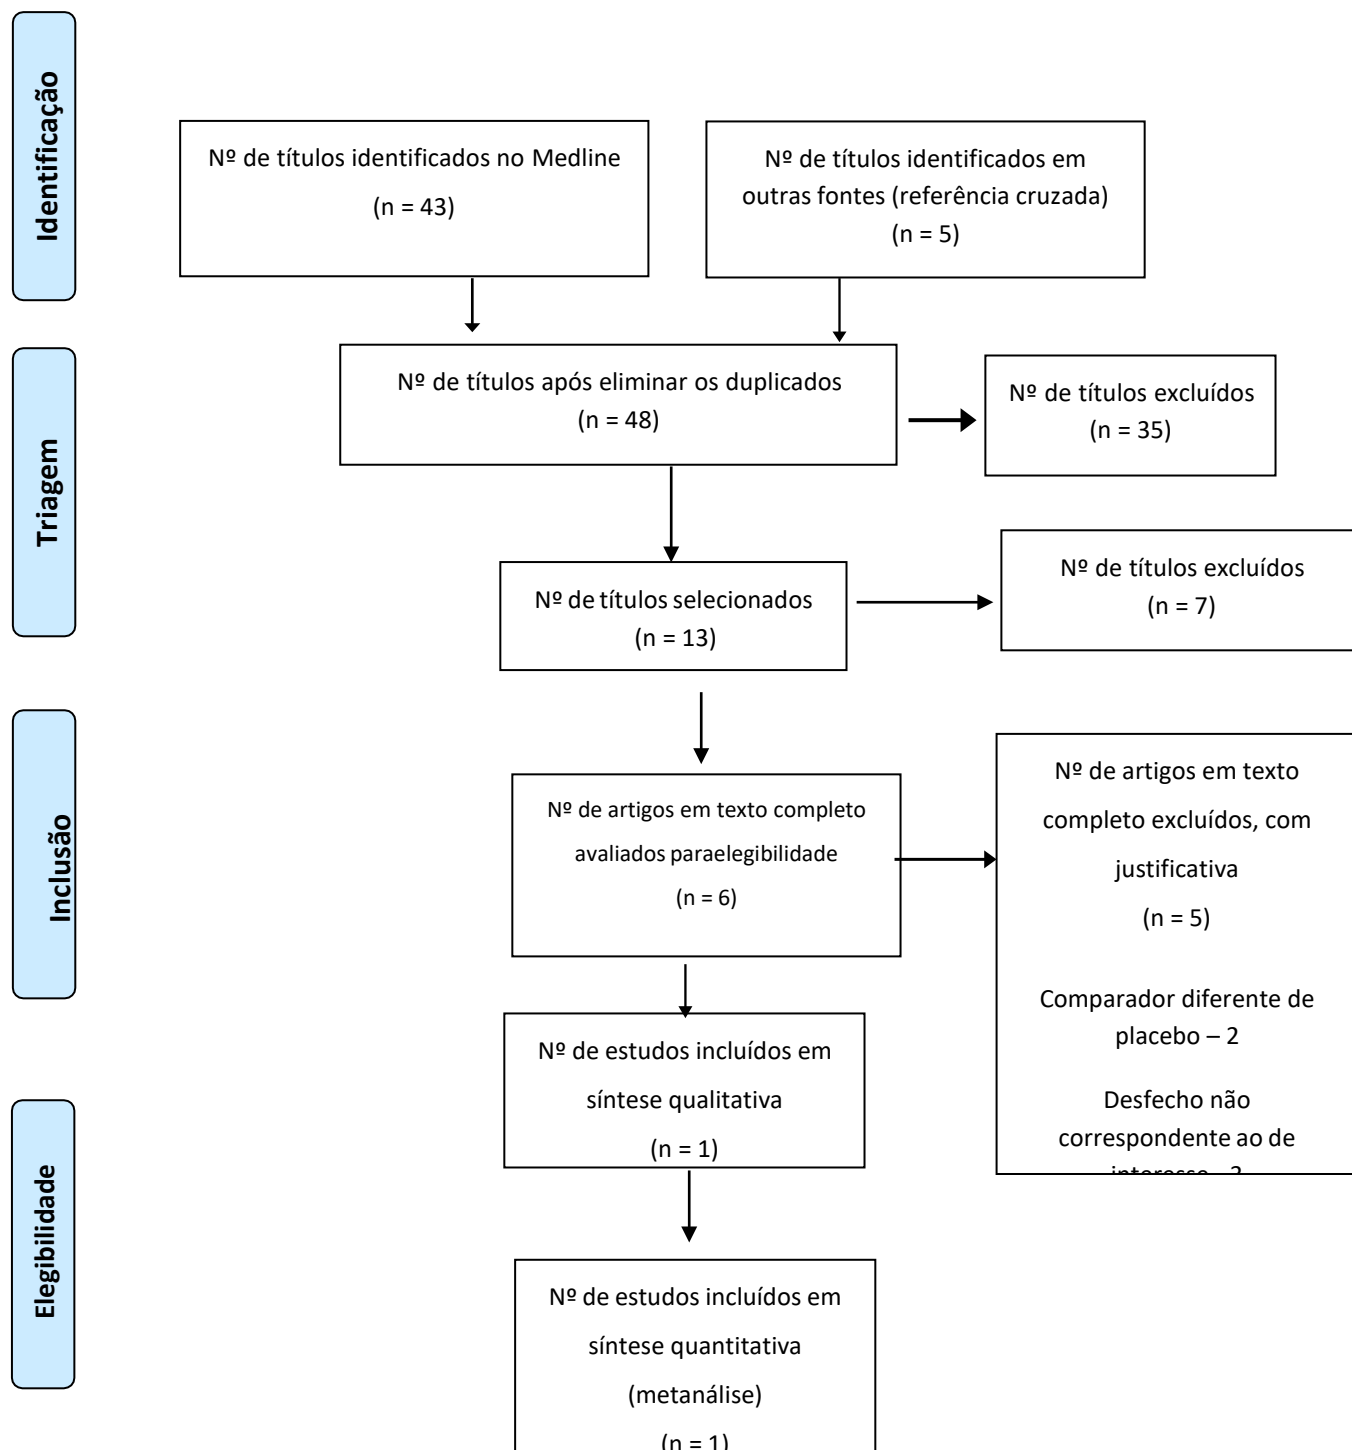 Identificação
Nº de títulos identificados no Medline
(n = 43)
Nº de títulos identificados em
outras fontes (referência cruzada)
(n = 5)
Triagem
Nº de títulos após eliminar os duplicados
(n = 48)
Nº de títulos excluídos
(n = 35)
Nº de títulos selecionados
(n = 13)
Nº de títulos excluídos
(n = 7)
Inclusão
Nº de artigos em texto completo
avaliados paraelegibilidade
(n = 6)
Nº de artigos em texto
completo excluídos, com
justificativa
(n = 5)
Comparador diferente de
placebo – 2
Desfecho não
correspondente ao de
interesse -
Nº de estudos incluídos em
síntese qualitativa
(n = 1)
Elegibilidade
Nº de estudos incluídos em
síntese quantitativa
(metanálise)
(n = 1)